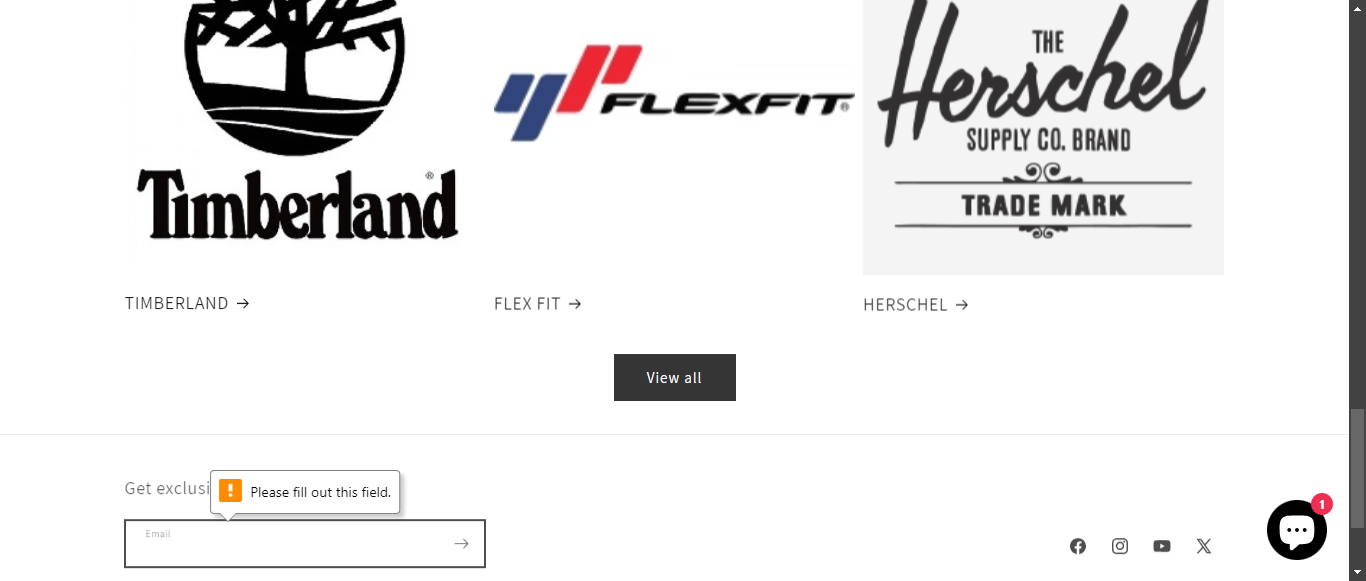 THE
Herschel
SUPPLY CO. BRAND
FLEXFIT®
Timberland®
TRADE MARK
TIMBERLAND →
FLEX FIT →
HERSCHEL →
View all
Get exclusi
Please fill out this field.
Email
1